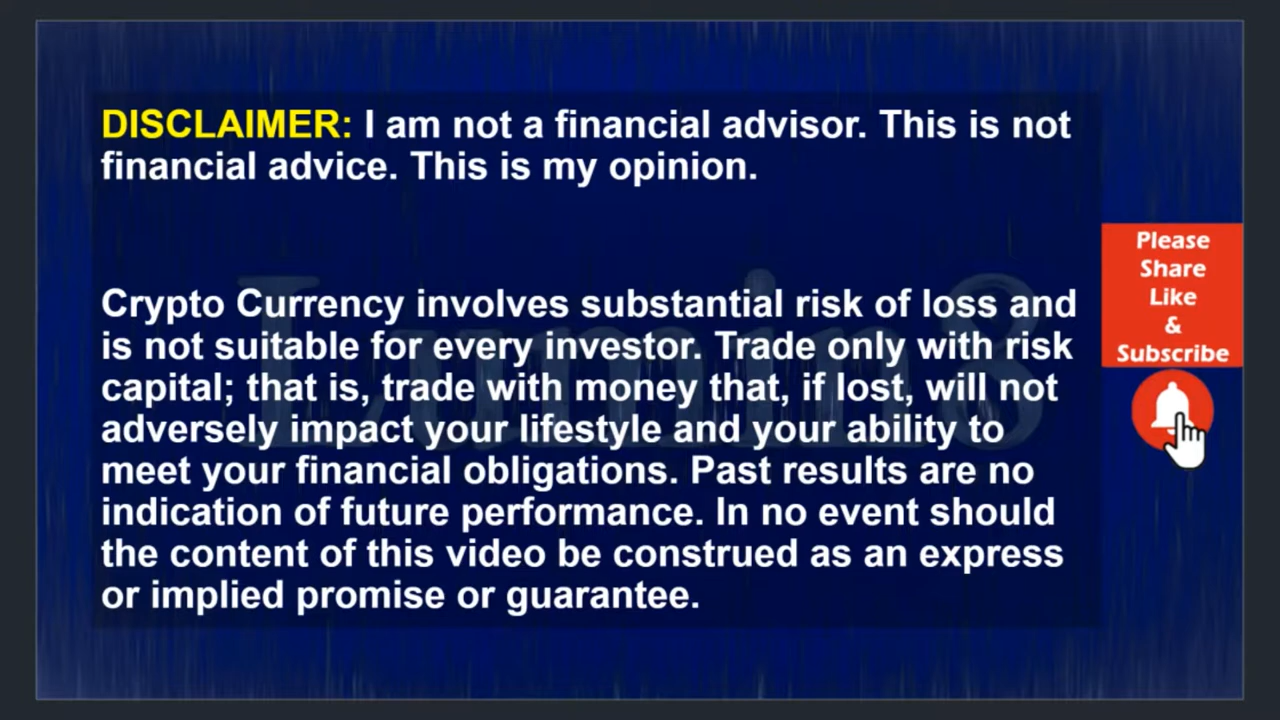 DISCLAIMER: I am not a financial advisor. This is not
financial advice. This is my opinion.
Crypto Currency involves substantial risk of loss and
is not suitable for every investor. Trade only with risk
capital; that is, trade with money that, if lost, will not
adversely impact your lifestyle and your ability to
meet your financial obligations. Past results are no
indication of future performance. In no event should
the content of this video be construed as an express
or implied promise or guarantee.
Please
Share
Like
&
Subscribe
Lumin8